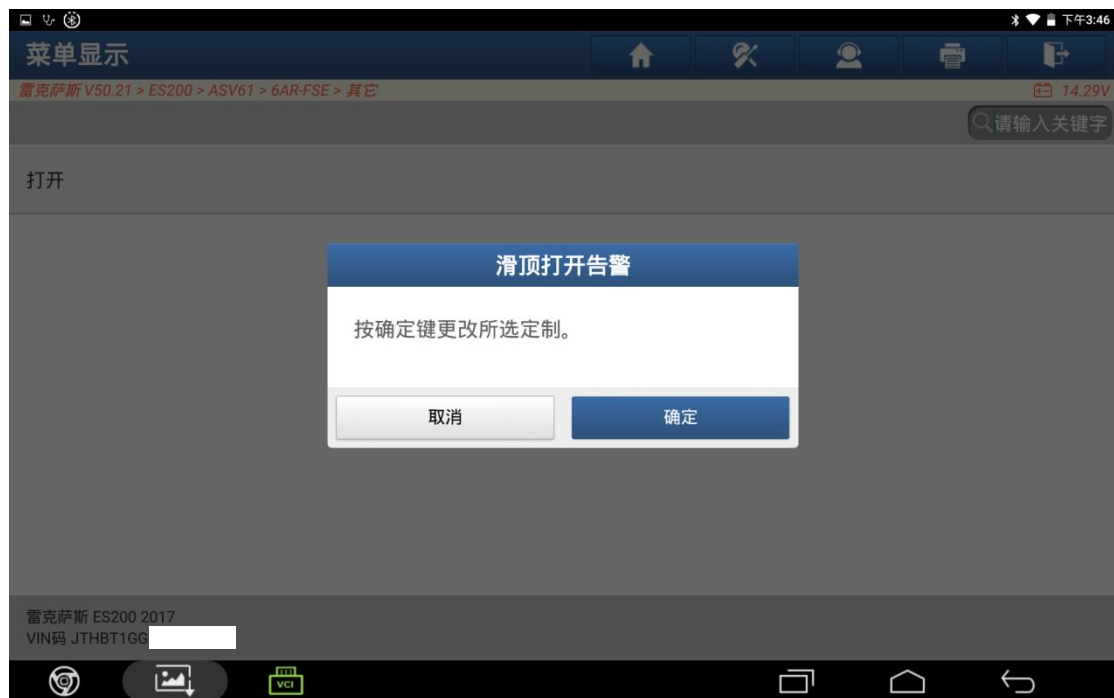 下午3:46
菜单显示
雷克萨斯 V50.21 > ES200 > ASV61 > 6AR-FSE > 其它
14.29V
请输入关键字
打开
滑顶打开告警
按确定键更改所选定制。
取消
确定
雷克萨斯 ES200 2017
VIN码 JTHBT1GG
VCI